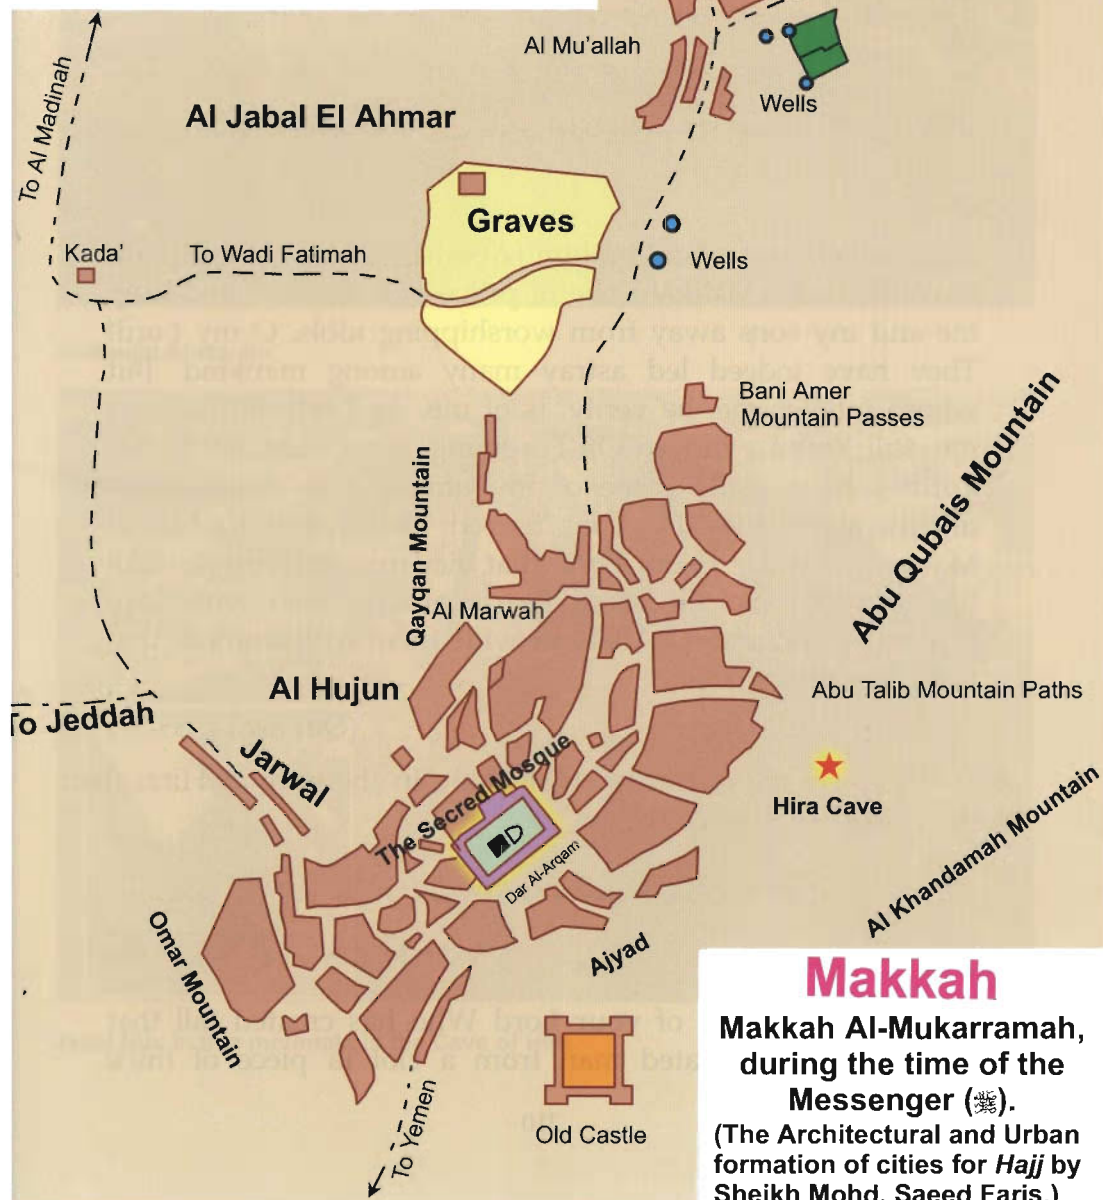 Al Mu'allah
Wells
To Al Madinah
Al Jabal El Ahmar
Graves
Kada'
To Wadi Fatimah
Wells
Bani Amer
Mountain Passes
Qayqan Mountain
Abu Qubais Mountain
Al Marwah
Al Hujun
Abu Talib Mountain Paths
To Jeddah
Jarwal
The Secred Mosque
Hira Cave
Dar Al-Arqam
Al Khandamah Mountain
Omar Mountain
Ajyad
Old Castle
To Yemen
Makkah
Makkah Al-Mukarramah,
during the time of the
Messenger (ﷺ).
(The Architectural and Urban
formation of cities for Hajj by
Sheikh Mohd. Saeed Faris.)